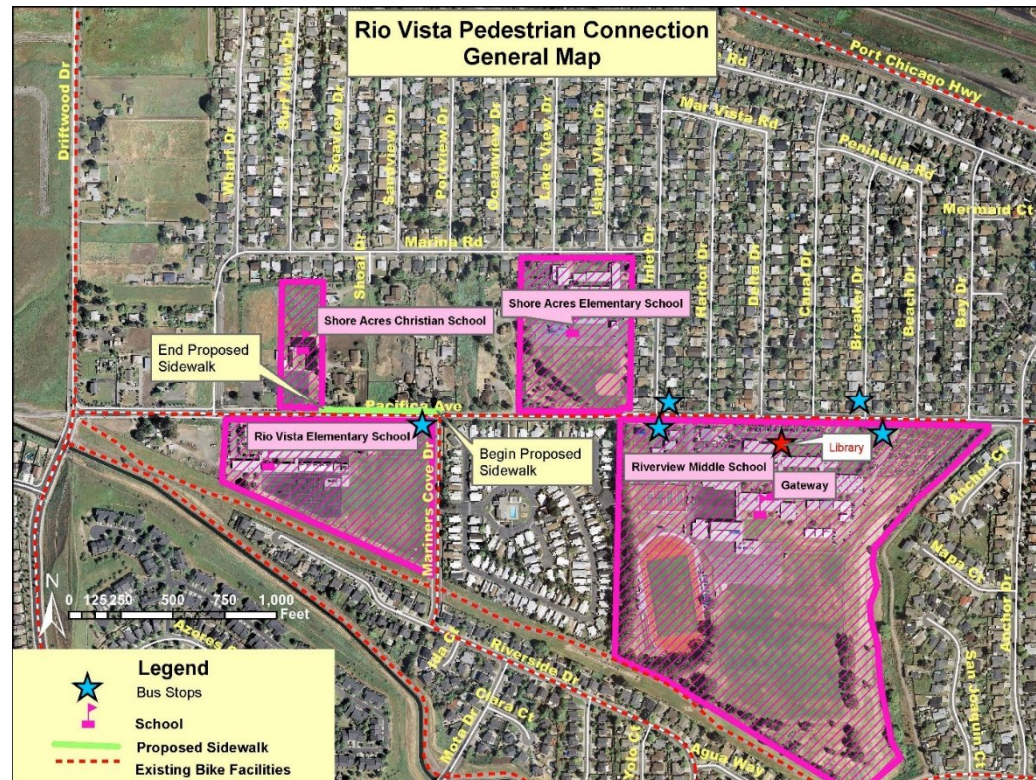 Rio Vista Pedestrian Connection
General Map
Port Chicago Hwy
Rd
Driftwood Dr
Wharf Dr
Surf View Dr
Seaview Dr
Sandview Dr
Portview Dr
Oceanview Dr
Lake View Dr
Island View Dr
Mar Vista Rd
Peninsula Rd
Mermaid Ct
Inlet Dr
Harbor Dr
Delta Dr
Canal Dr
Breaker Dr
Beach Dr
Bay Dr
Marina Rd
Shoal Dr
Shore Acres Christian School
Shore Acres Elementary School
End Proposed
Sidewalk
Pacifica Ave
Rio Vista Elementary School
Begin Proposed
Sidewalk
Mariners Cove Dr
Riverview Middle School
Library
Gateway
Anchor Ct
Napa Ct
Anchor Dr
San Joaquin Ct
N
0 125 250 500 750 1,000
Feet
Azores
Ida Ct
Riverside Dr
Clara Ct
Mota Dr
Yolo Ct
Agua Way
Legend
Bus Stops
School
Proposed Sidewalk
Existing Bike Facilities